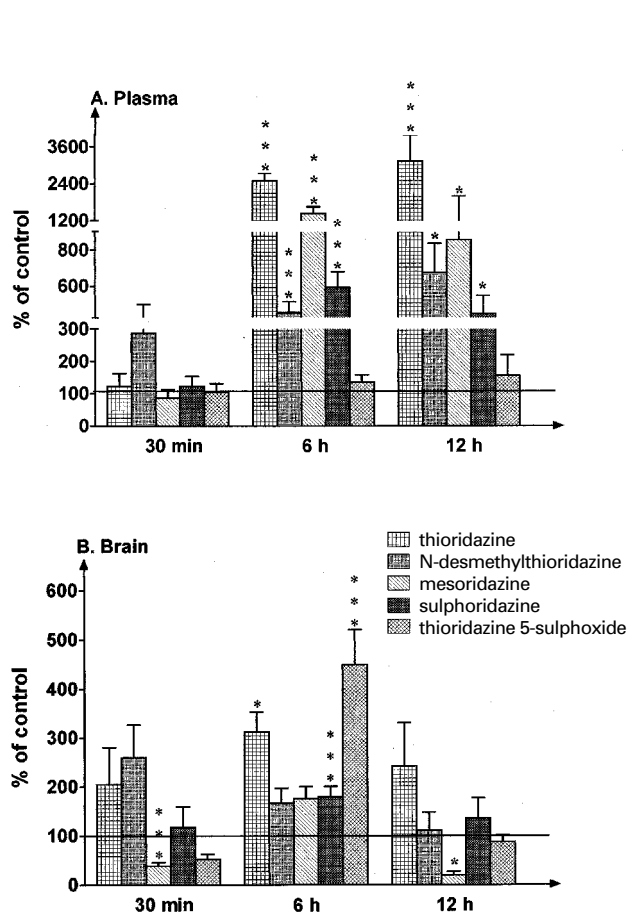 A. Plasma
3600
2400
1200
800
600
300
200
100
0
% of control
* * *
* * *
* * *
* * *
* * *
*
*
*
30 min
6 h
12 h
B. Brain
thioridazine
N-desmethylthioridazine
mesoridazine
sulphoridazine
thioridazine 5-sulphoxide
600
500
400
300
200
100
0
% of control
* * *
*
* * *
* * *
*
30 min
6 h
12 h